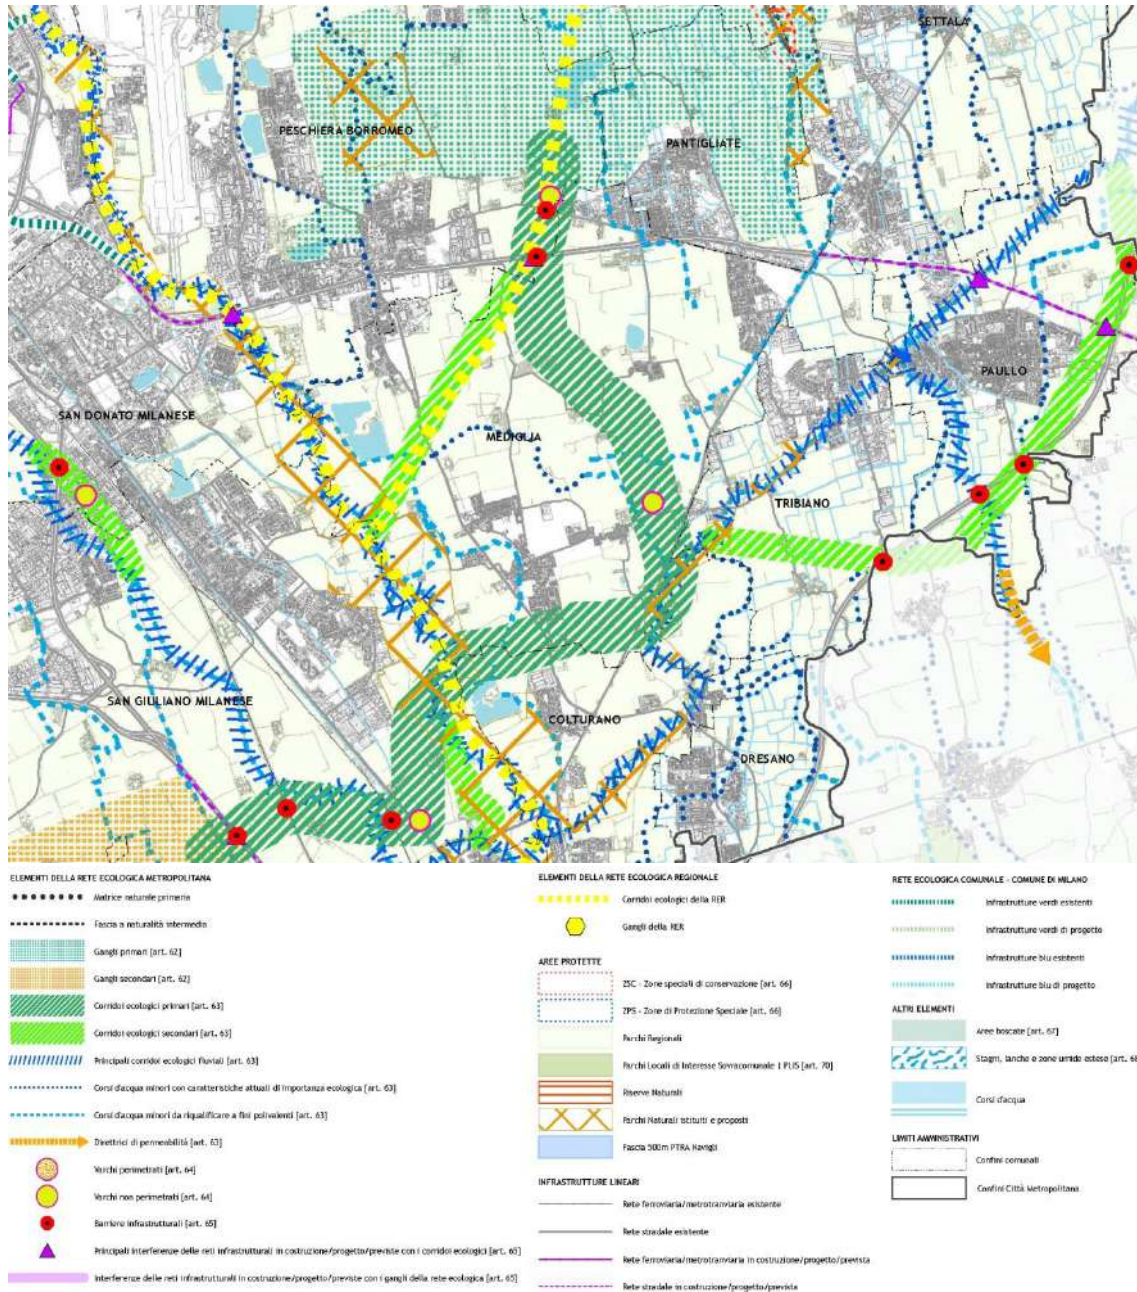 SETTALA
PESCHIERA BORROMEO
PANTIGLIATE
PAULLO
SAN DONATO MILANESE
MEDIGLIA
TRIBIANO
SAN GIULIANO MILANESE
COLTURANO
DRESANO
ELEMENTI DELLA RETE ECOLOGICA METROPOLITANA
Matrice naturale primaria
Fascia a naturalità intermedia
Gangli primari [art. 62]
Gangli secondari [art. 62]
Corridoi ecologici primari [art. 63]
Corridoi ecologici secondari [art. 63]
Principali corridoi ecologici fluviali [art. 63]
Corsi d'acqua minori con caratteristiche attuali di importanza ecologica [art. 63]
Corsi d'acqua minori da riqualificare a fini polivalenti [art. 63]
Direttrici di permeabilità [art. 63]
Varchi perimetrati [art. 64]
Varchi non perimetrati [art. 64]
Barriere infrastrutturali [art. 65]
Principali interferenze delle reti infrastrutturali in costruzione/progetto/previste con i corridoi ecologici [art. 65]
Interferenze delle reti infrastrutturali in costruzione/progetto/previste con i gangli della rete ecologica [art. 65]
ELEMENTI DELLA RETE ECOLOGICA REGIONALE
Corridoi ecologici della RER
Gangli della RER
AREE PROTETTE
ZSC - Zone speciali di conservazione [art. 66]
ZPS - Zone di Protezione Speciale [art. 66]
Parchi Regionali
Parchi Locali di Interesse Sovracomunale ( PLIS [art. 70]
Riserve Naturali
Parchi Naturali istituiti e proposti
Fascia 500m PTRA Navigli
INFRASTRUTTURE LINEARI
Rete ferroviaria/metrotranviaria esistente
Rete stradale esistente
Rete ferroviaria/metrotranviaria in costruzione/progetto/prevista
Rete stradale in costruzione/progetto/prevista
RETE ECOLOGICA COMUNALE - COMUNE DI MILANO
Infrastrutture verdi esistenti
Infrastrutture verdi di progetto
Infrastrutture blu esistenti
Infrastrutture blu di progetto
ALTRI ELEMENTI
Aree boscate [art. 67]
Stagni, lanche e zone umide estese [art. 68
Corsi d'acqua
LIMITI AMMINISTRATIVI
Confini comunali
Confini Città Metropolitana